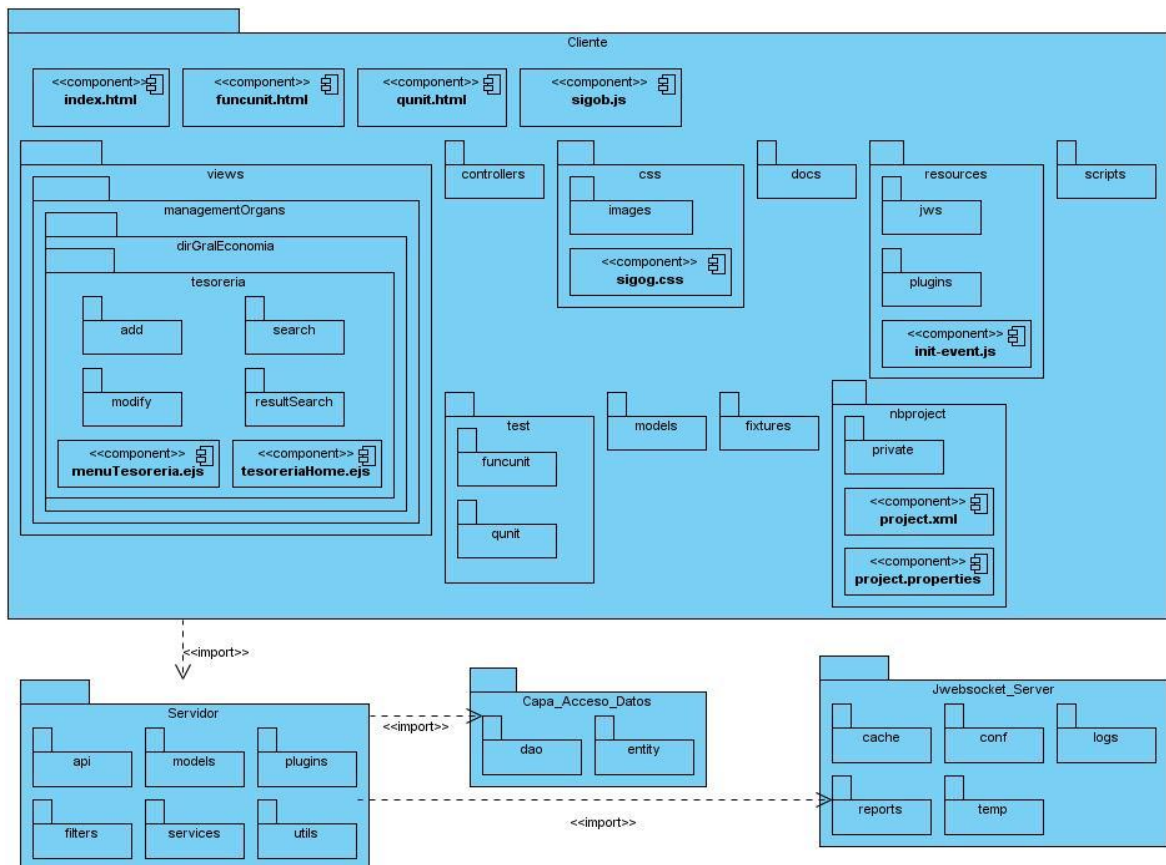 Cliente
<<component>>
index.html
<<component>>
funcunit.html
<<component>>
qunit.html
<<component>>
sigob.js
views
managementOrgans
dirGralEconomia
tesoreria
add
search
modify
resultSearch
<<component>>
menuTesoreria.ejs
<<component>>
tesoreriaHome.ejs
controllers
css
images
<<component>>
sigog.css
docs
resources
jws
plugins
<<component>>
init-event.js
scripts
test
funcunit
qunit
models
fixtures
nbproject
private
<<component>>
project.xml
<<component>>
project.properties
<<import>>
Servidor
api
models
plugins
filters
services
utils
<<import>>
Capa_Acceso_Datos
dao
entity
<<import>>
Jwebsocket_Server
cache
conf
logs
reports
temp